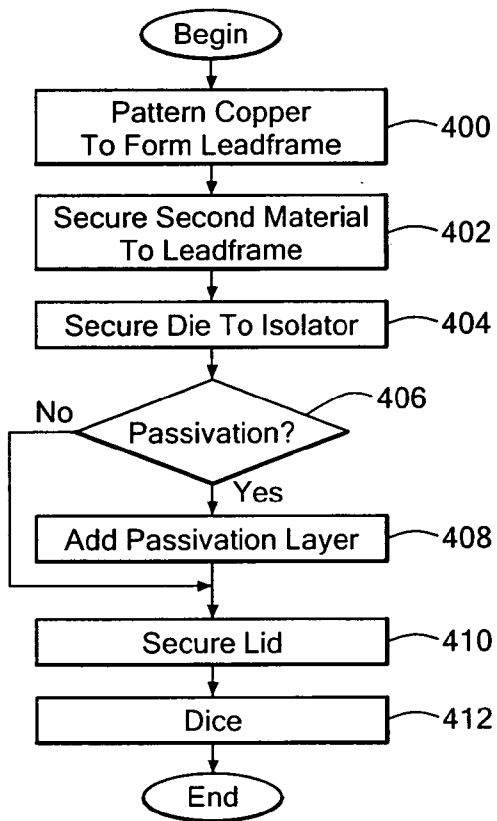 Begin
Pattern Copper
To Form Leadframe
400
Secure Second Material
To Leadframe
402
Secure Die To Isolator
404
406
No
Passivation?
Yes
Add Passivation Layer
408
Secure Lid
410
Dice
412
End